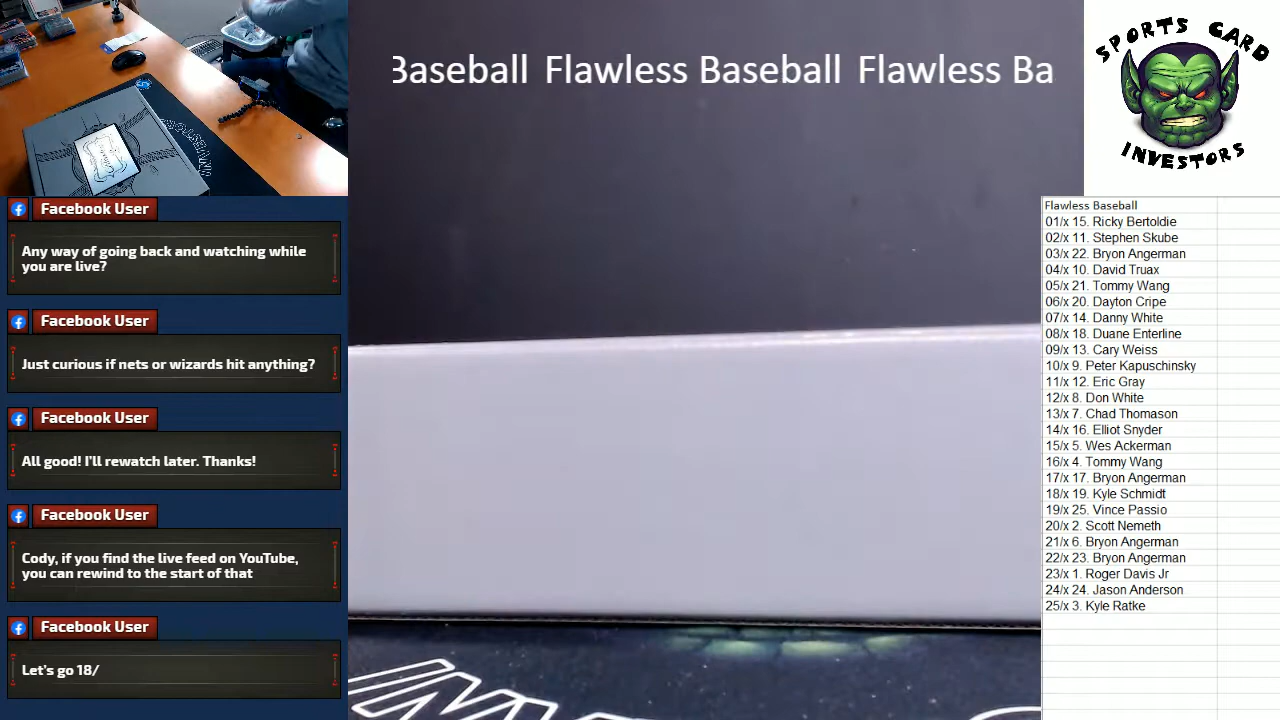 Baseball Flawless Baseball Flawless Ba
SPORTS CARD
INVESTORS
Facebook User
Any way of going back and watching while
you are live?
Facebook User
Just curious if nets or wizards hit anything?
Facebook User
All good! I'll rewatch later. Thanks!
Facebook User
Cody, if you find the live feed on YouTube,
you can rewind to the start of that
Facebook User
Let's go 18/
Flawless Baseball
01/x 15. Ricky Bertoldie
02/x 11. Stephen Skube
03/x 22. Bryon Angerman
04/x 10. David Truax
05/x 21. Tommy Wang
06/x 20. Dayton Cripe
07/x 14. Danny White
08/x 18. Duane Enterline
09/x 13. Cary Weiss
10/x 9. Peter Kapuschinsky
11/x 12. Eric Gray
12/x 8. Don White
13/x 7. Chad Thomason
14/x 16. Elliot Snyder
15/x 5. Wes Ackerman
16/x 4. Tommy Wang
17/x 17. Bryon Angerman
18/x 19. Kyle Schmidt
19/x 25. Vince Passio
20/x 2. Scott Nemeth
21/x 6. Bryon Angerman
22/x 23. Bryon Angerman
23/x 1. Roger Davis Jr
24/x 24. Jason Anderson
25/x 3. Kyle Ratke